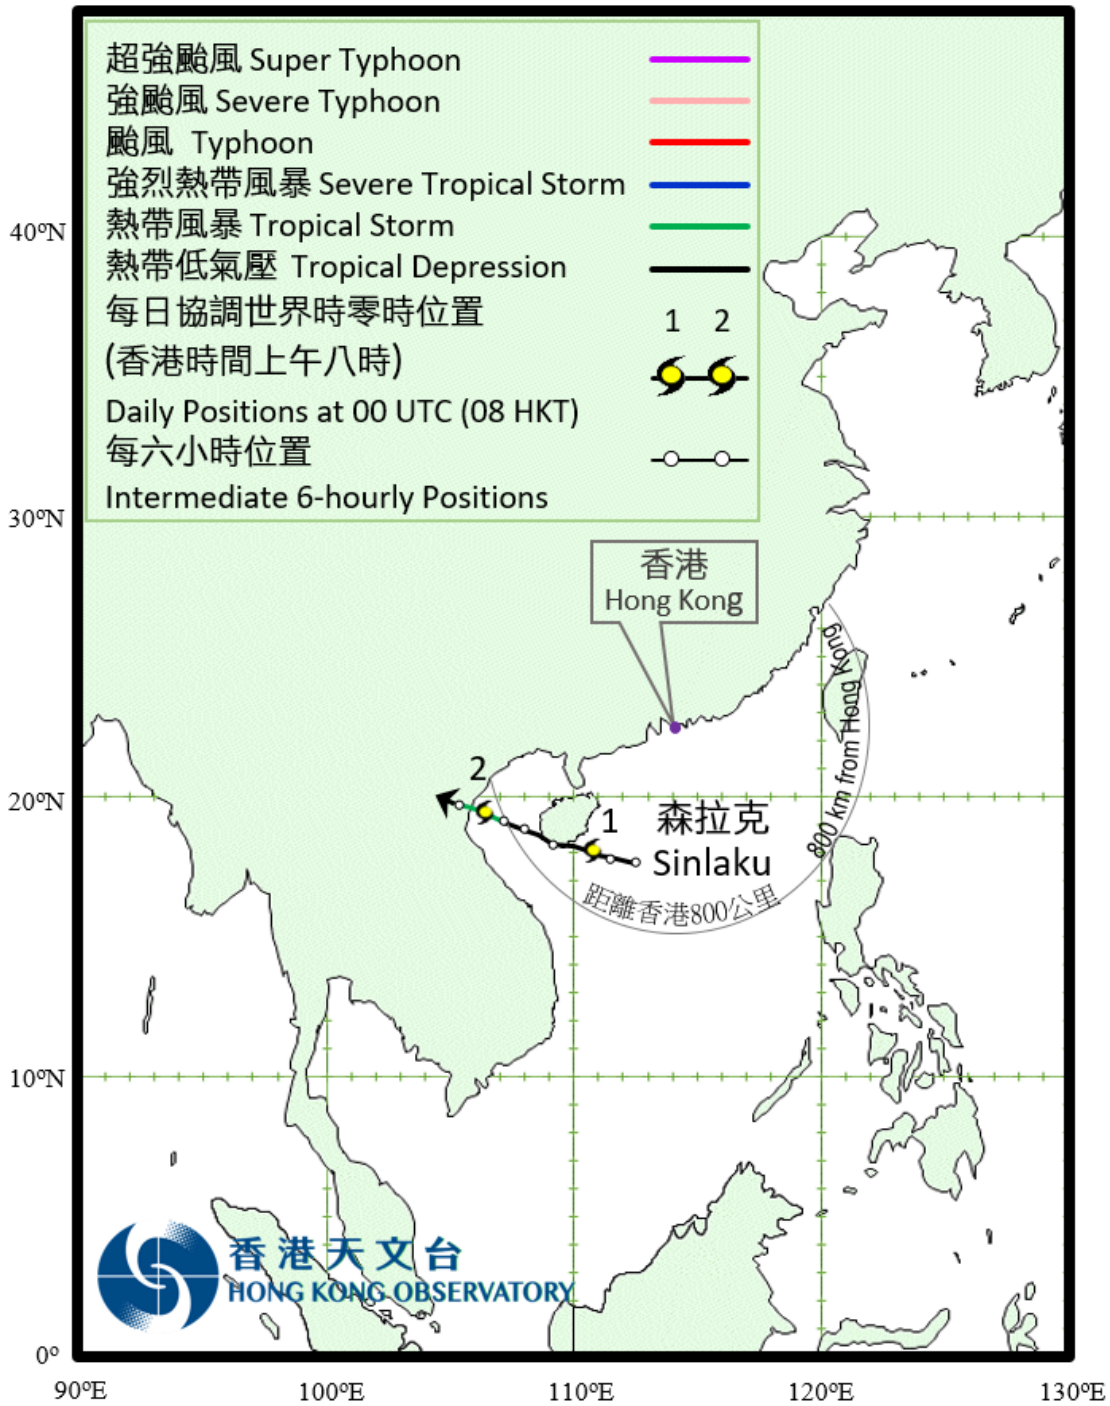 超強颱風 Super Typhoon
強颱風 Severe Typhoon
颱風 Typhoon
強烈熱帶風暴 Severe Tropical Storm
熱帶風暴 Tropical Storm
熱帶低氣壓 Tropical Depression
每日協調世界時零時位置
1 2
(香港時間上午八時)
Daily Positions at 00 UTC (08 HKT)
每六小時位置
Intermediate 6-hourly Positions
40ºN
30ºN
香港
Hong Kong
800 km from Hong Kong
2
20ºN
1
森拉克
Sinlaku
距離香港800公里
10ºN
香港天文台
HONG KONG OBSERVATORY
0º
90ºE
100ºE
110ºE
120ºE
130ºE